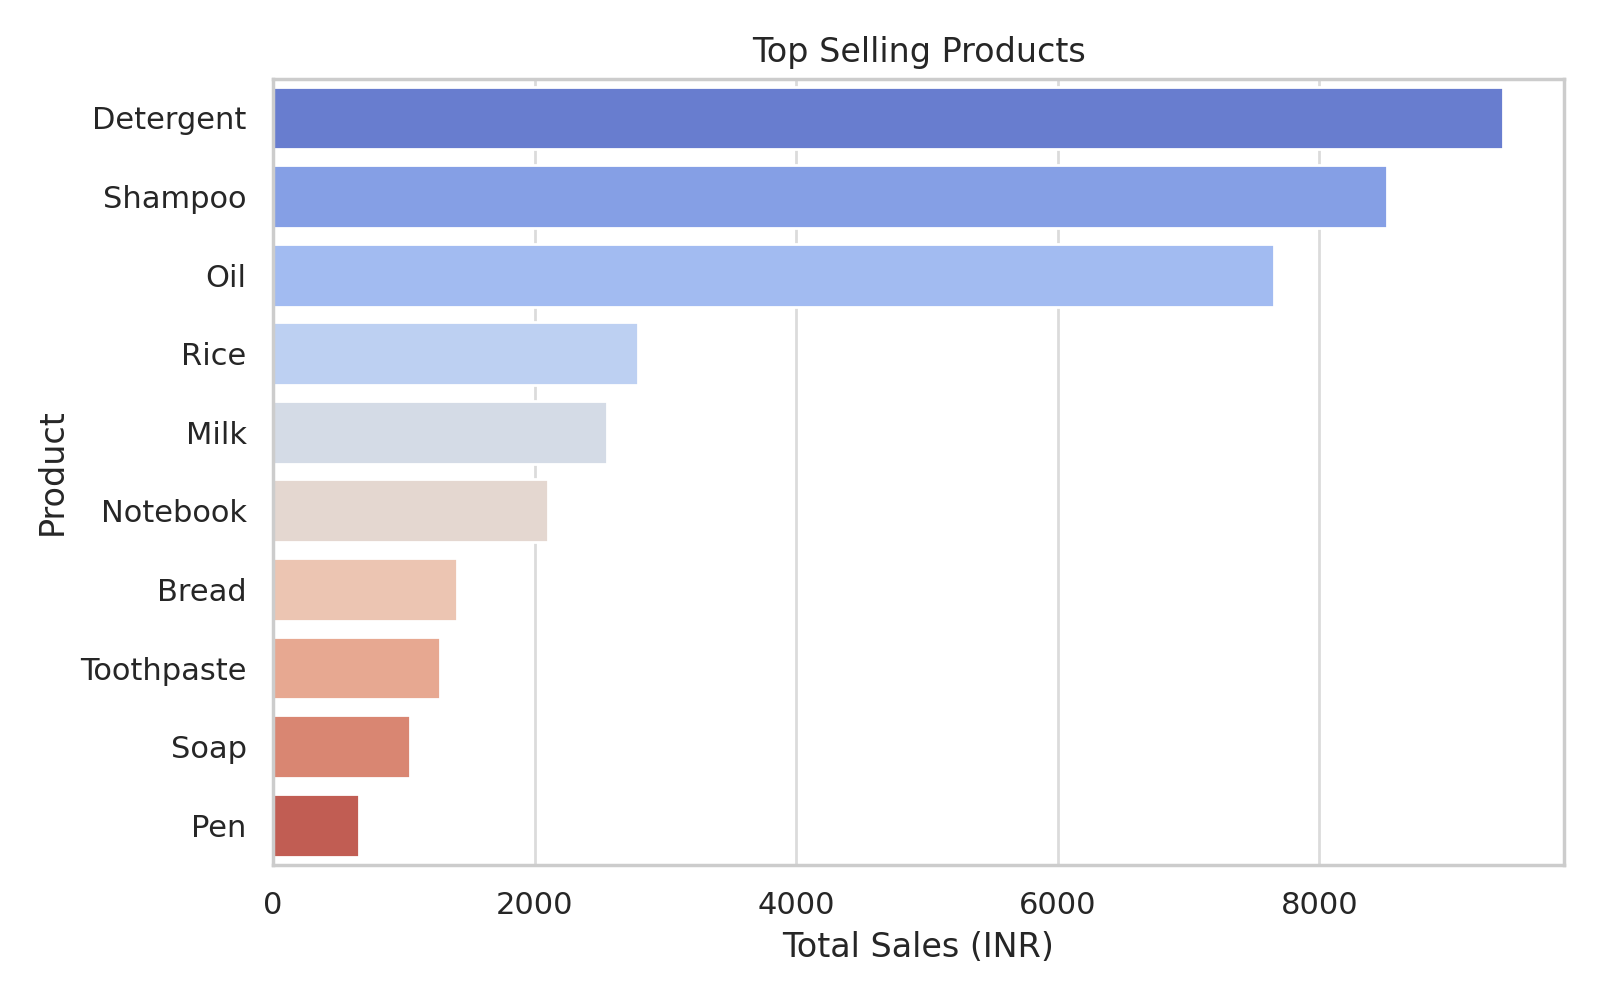 Top Selling Products
Detergent
Shampoo
Oil
Rice
Milk
Notebook
Bread
Toothpaste
Soap
Pen
Product
0 2000 4000 6000 8000
Total Sales (INR)